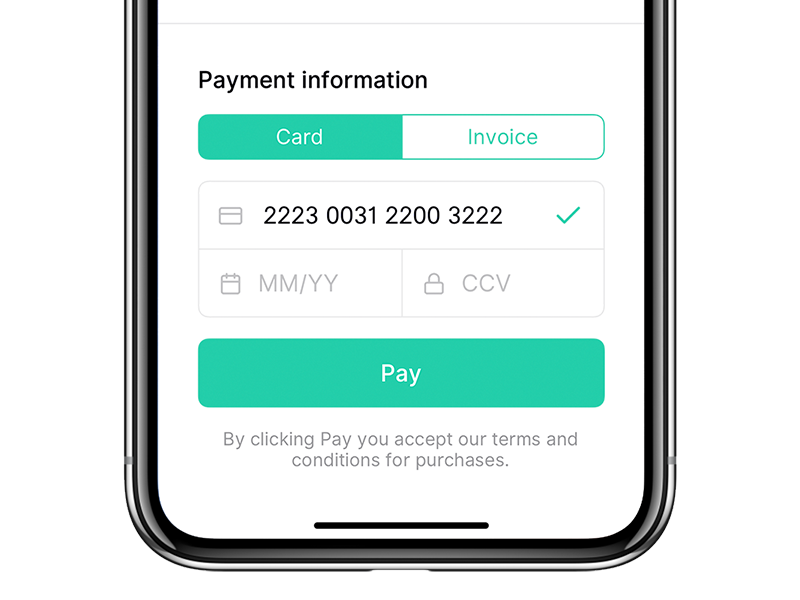 Payment information
Card Invoice
2223 0031 2200 3222
MM/YY CCV
Pay
By clicking Pay you accept our terms and
conditions for purchases.